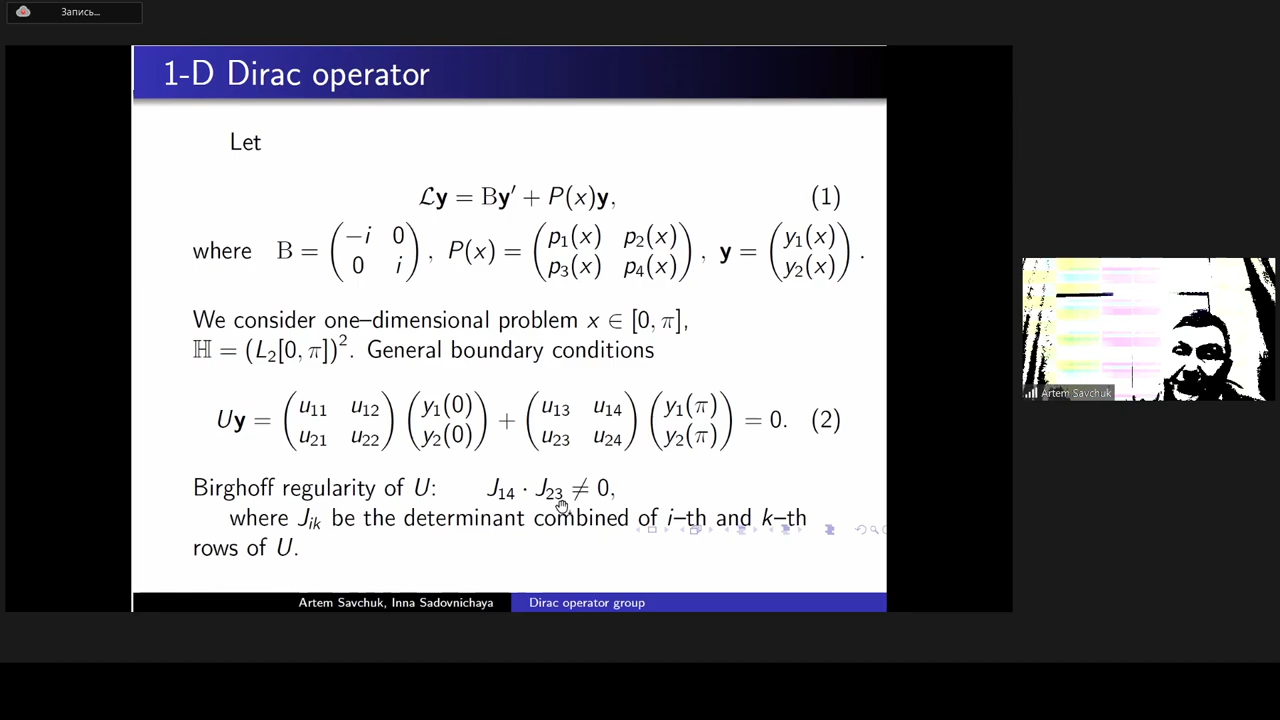 Запись...
1-D Dirac operator
Let
ℒy = By′ + P(x)y, (1)
where B = (−i 0; 0 i), P(x) = (p₁(x) p₂(x); p₃(x) p₄(x)), y = (y₁(x); y₂(x)).
We consider one–dimensional problem x ∈ [0, π],
ℍ = (L₂[0, π])². General boundary conditions
Uy = (u₁₁ u₁₂; u₂₁ u₂₂) (y₁(0); y₂(0)) + (u₁₃ u₁₄; u₂₃ u₂₄) (y₁(π); y₂(π)) = 0. (2)
Birghoff regularity of U: J₁₄ · J₂₃ ≠ 0,
where Jᵢₖ be the determinant combined of i–th and k–th
rows of U.
Artem Savchuk, Inna Sadovnichaya Dirac operator group
Artem Savchuk